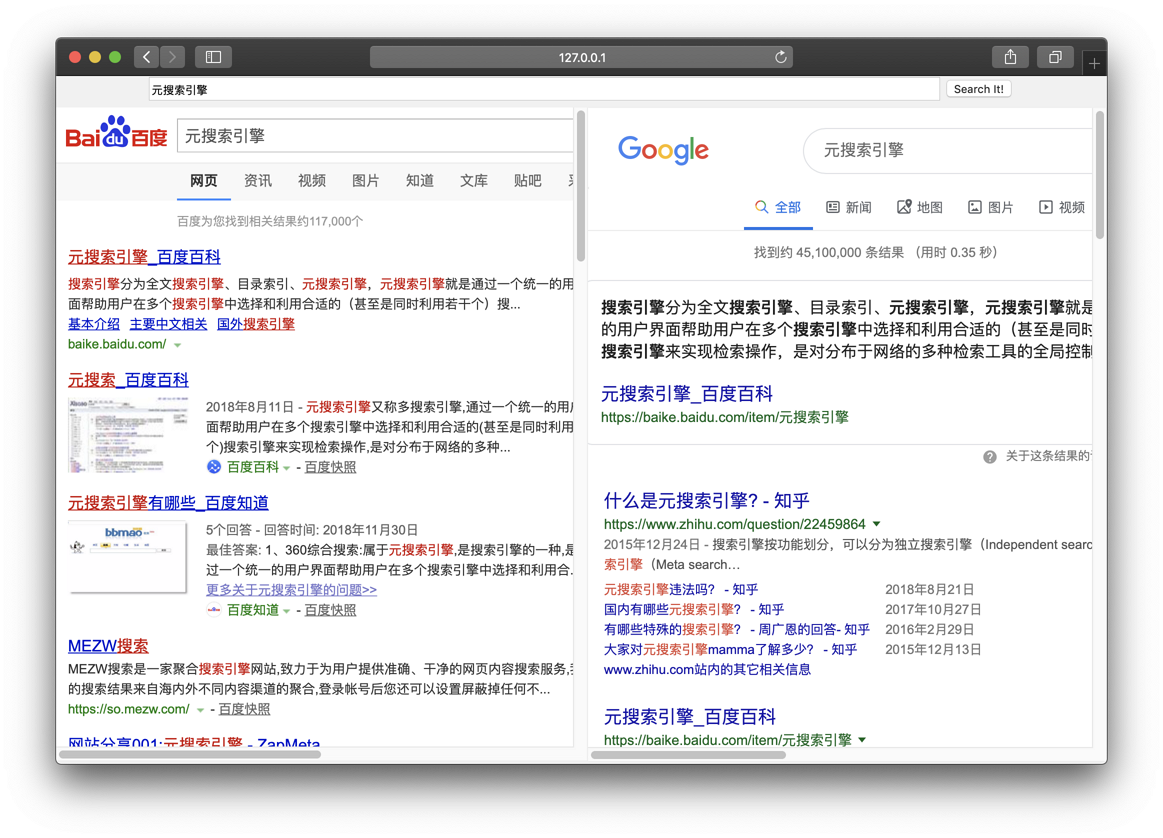 127.0.0.1
元搜索引擎
Search It!
Bai du 百度
元搜索引擎
网页 资讯 视频 图片 知道 文库 贴吧
百度为您找到相关结果约117,000个
元搜索引擎_百度百科
搜索引擎分为全文搜索引擎、目录索引、元搜索引擎，元搜索引擎就是通过一个统一的用
面帮助用户在多个搜索引擎中选择和利用合适的（甚至是同时利用若干个）搜...
基本介绍 主要中文相关 国外搜索引擎
baike.baidu.com/
元搜索_百度百科
2018年8月11日 - 元搜索引擎又称多搜索引擎,通过一个统一的用户
面帮助用户在多个搜索引擎中选择和利用合适的(甚至是同时利用
个)搜索引擎来实现检索操作,是对分布于网络的多种...
百度百科 - 百度快照
元搜索引擎有哪些_百度知道
bbmao
5个回答 - 回答时间: 2018年11月30日
最佳答案: 1、360综合搜索:属于元搜索引擎,是搜索引擎的一种,是
过一个统一的用户界面帮助用户在多个搜索引擎中选择和利用合...
更多关于元搜索引擎的问题>>
百度知道 - 百度快照
MEZW搜索
MEZW搜索是一家聚合搜索引擎网站,致力于为用户提供准确、干净的网页内容搜索服务,
的搜索结果来自海内外不同内容渠道的聚合,登录帐号后您还可以设置屏蔽掉任何不...
https://so.mezw.com/ - 百度快照
网站分享001:元搜索引擎 - ZapMeta
Google
元搜索引擎
全部 新闻 地图 图片 视频
找到约 45,100,000 条结果 （用时 0.35 秒）
搜索引擎分为全文搜索引擎、目录索引、元搜索引擎，元搜索引擎就是
的用户界面帮助用户在多个搜索引擎中选择和利用合适的（甚至是同时
搜索引擎来实现检索操作，是对分布于网络的多种检索工具的全局控制
元搜索引擎_百度百科
https://baike.baidu.com/item/元搜索引擎
关于这条结果的
什么是元搜索引擎? - 知乎
https://www.zhihu.com/question/22459864
2015年12月24日 - 搜索引擎按功能划分，可以分为独立搜索引擎（Independent searc
索引擎（Meta search…
元搜索引擎违法吗？ - 知乎 2018年8月21日
国内有哪些元搜索引擎？ - 知乎 2017年10月27日
有哪些特殊的搜索引擎？ - 周广恩的回答- 知乎 2016年2月29日
大家对元搜索引擎mamma了解多少？ - 知乎 2015年12月13日
www.zhihu.com站内的其它相关信息
元搜索引擎_百度百科
https://baike.baidu.com/item/元搜索引擎